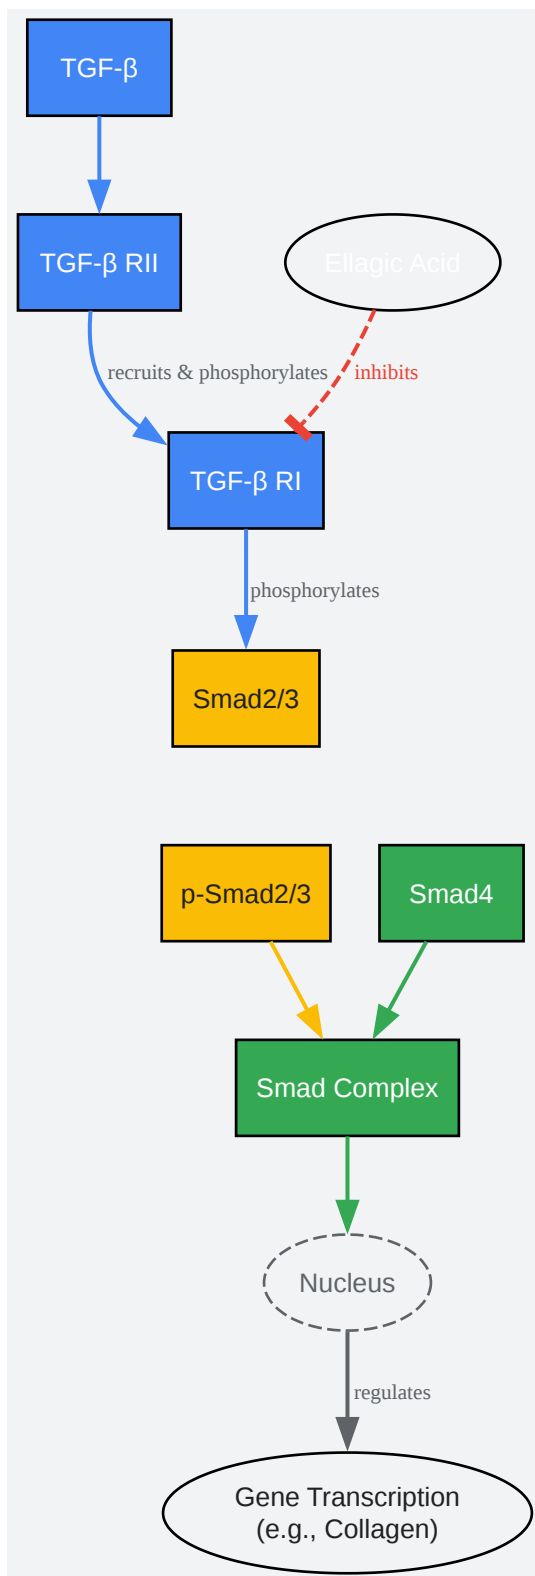 TGF-β
TGF-β RII
Ellagic Acid
recruits & phosphorylates
inhibits
TGF-β RI
phosphorylates
Smad2/3
p-Smad2/3
Smad4
Smad Complex
Nucleus
regulates
Gene Transcription
(e.g., Collagen)